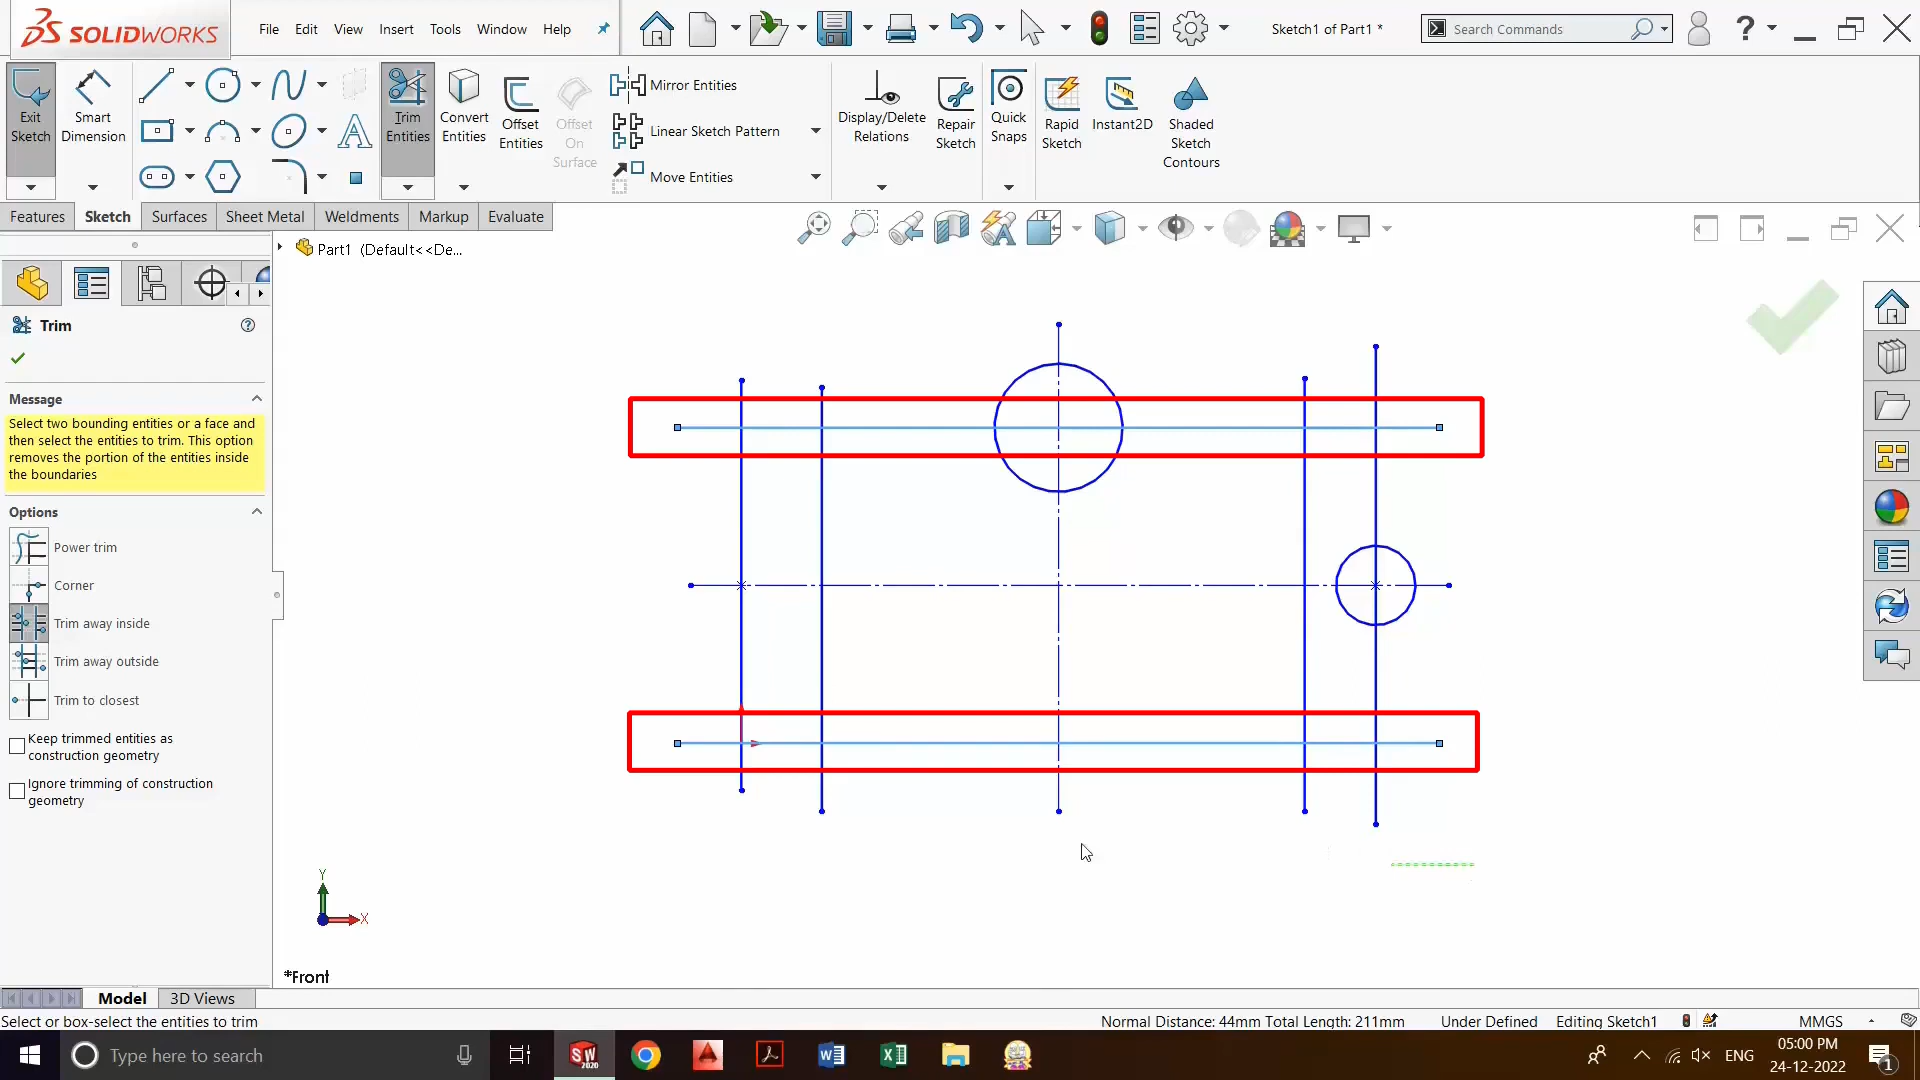 SOLIDWORKS
File Edit View Insert Tools Window Help
Sketch1 of Part1 *
Search Commands
Exit Sketch
Smart Dimension
Trim Entities
Convert Entities
Offset Entities
Offset On Surface
Mirror Entities
Linear Sketch Pattern
Move Entities
Display/Delete Relations
Repair Sketch
Quick Snaps
Rapid Sketch
Instant2D
Shaded Sketch Contours
Features Sketch Surfaces Sheet Metal Weldments Markup Evaluate
Part1 (Default<<De...
Trim
Message
Select two bounding entities or a face and
then select the entities to trim. This option
removes the portion of the entities inside
the boundaries
Options
Power trim
Corner
Trim away inside
Trim away outside
Trim to closest
Keep trimmed entities as
construction geometry
Ignore trimming of construction
geometry
Y
X
*Front
Model 3D Views
Select or box-select the entities to trim
Normal Distance: 44mm Total Length: 211mm Under Defined Editing Sketch1 MMGS
Type here to search
SW
2020
ENG
05:00 PM
24-12-2022
1